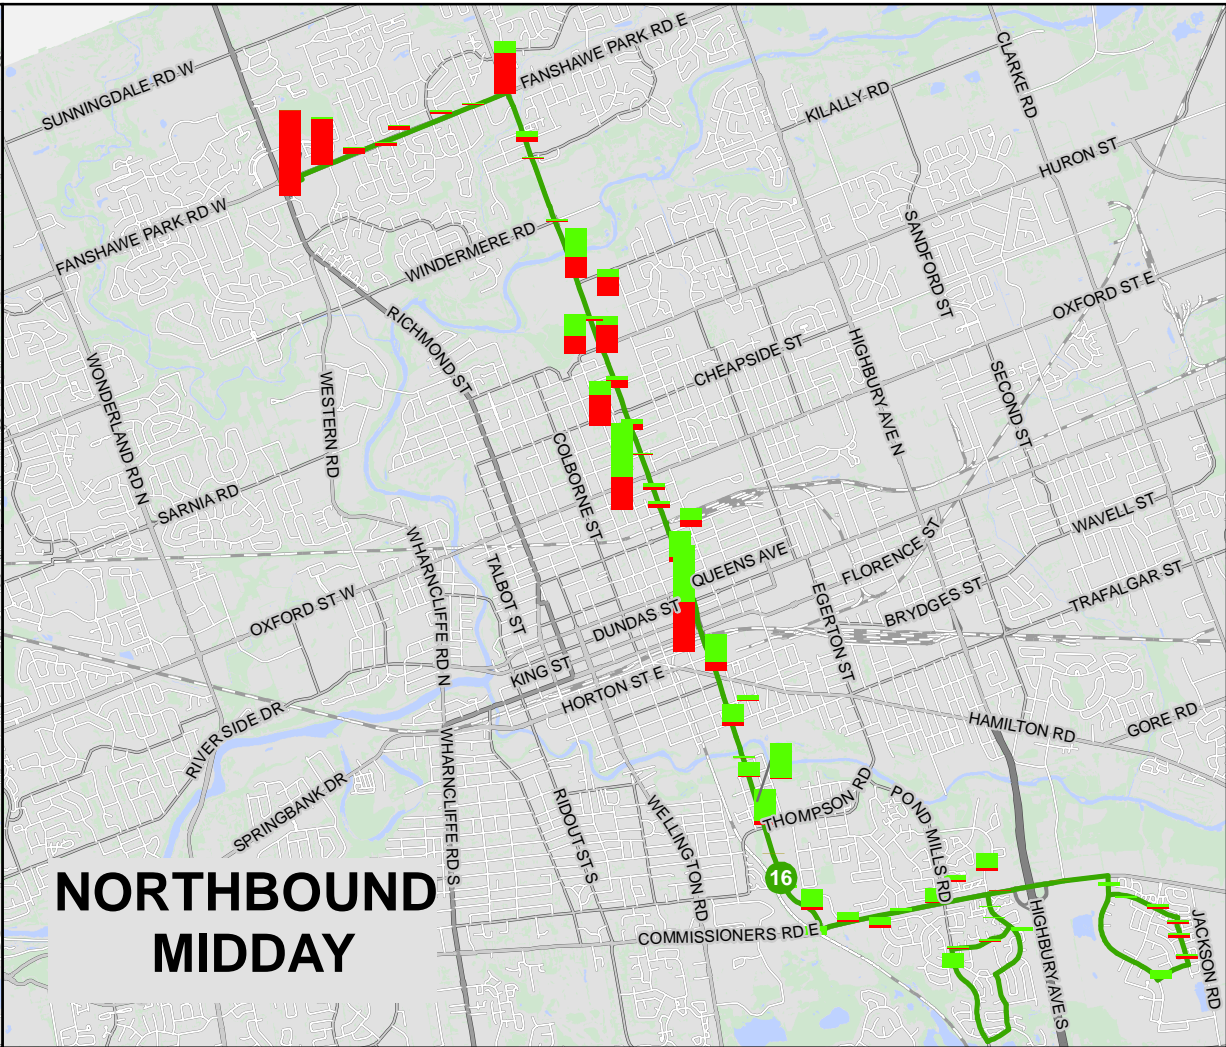 FANSHAWE PARK RD E
CLARKE RD
SUNNINGDALE RD W
KILALLY RD
HURON ST
FANSHAWE PARK RD W
WINDERMERE RD
SANDFORD ST
OXFORD ST E
RICHMOND ST
HIGHBURY AVE N
CHEAPSIDE ST
WONDERLAND RD N
WESTERN RD
SECOND ST
COLBORNE ST
SARNIA RD
WAVELL ST
WHARNCLIFFE RD N
TALBOT ST
QUEENS AVE
FLORENCE ST
OXFORD ST W
EGERTON ST
BRYDGES ST
TRAFALGAR ST
DUNDAS ST
KING ST
HORTON ST E
RIVER SIDE DR
HAMILTON RD
GORE RD
WHARNCLIFFE RD S
SPRINGBANK DR
RIDOUT S S
WELLINGTON RD
THOMPSON RD
POND MILLS RD
16
NORTHBOUND
MIDDAY
COMMISSIONERS RD E
HIGHBURY AVE S
JACKSON RD